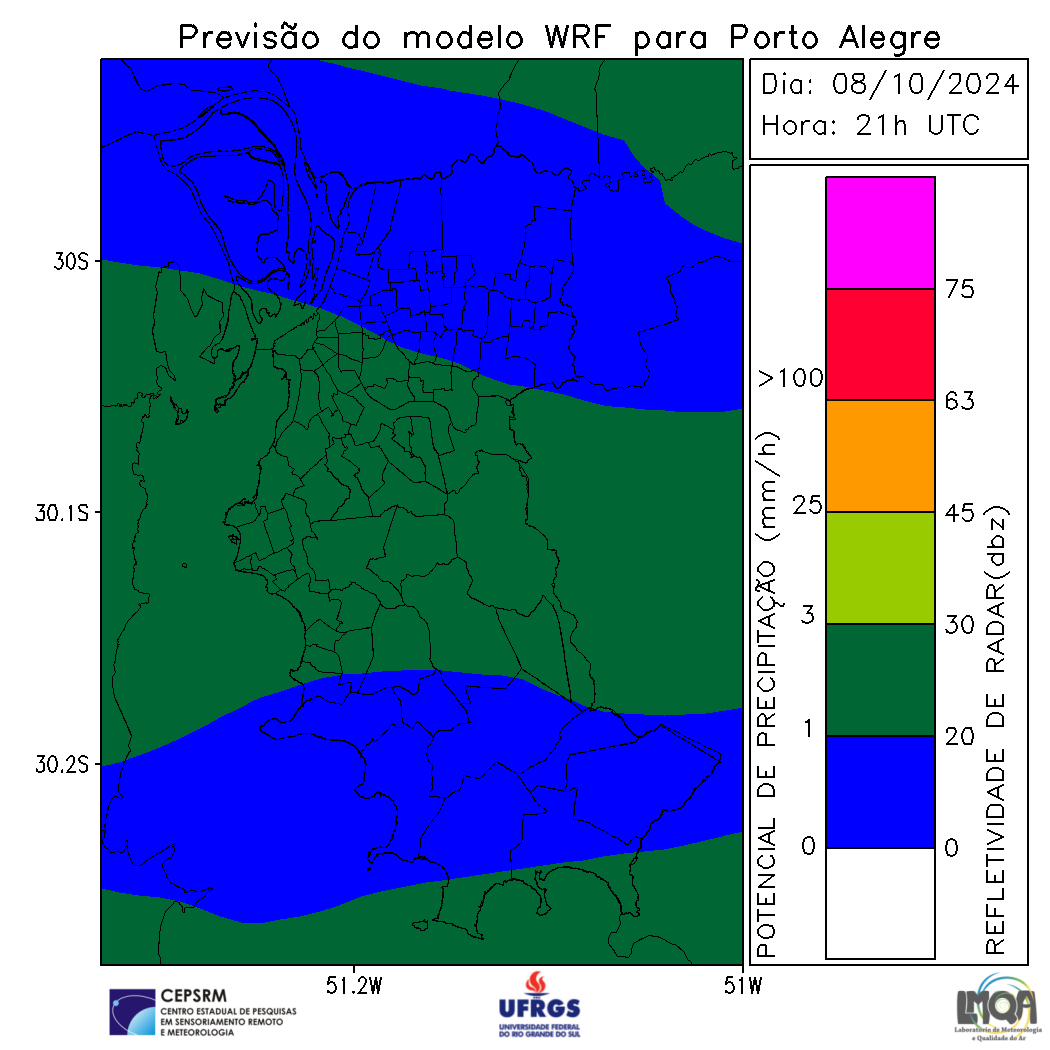 Previsão do modelo WRF para Porto Alegre
Dia: 08/10/2024
Hora: 21h UTC
30S
30.1S
30.2S
51.2W
51W
POTENCIAL DE PRECIPITAÇÃO (mm/h)
>100
25
3
1
0
75
63
45
30
20
0
REFLETIVIDADE DE RADAR(dbz)
CEPSRM
CENTRO ESTADUAL DE PESQUISAS
EM SENSORIAMENTO REMOTO
E METEOROLOGIA
UFRGS
UNIVERSIDADE FEDERAL
DO RIO GRANDE DO SUL
LMQA
Laboratório de Meteorologia
e Qualidade do Ar